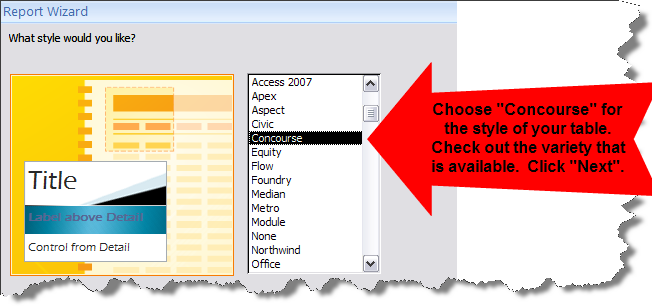 Report Wizard
What style would you like?
Title
Label above Detail
Control from Detail
Access 2007
Apex
Aspect
Civic
Concourse
Equity
Flow
Foundry
Median
Metro
Module
None
Northwind
Office
Choose "Concourse" for
the style of your table.
Check out the variety that
is available.  Click "Next".